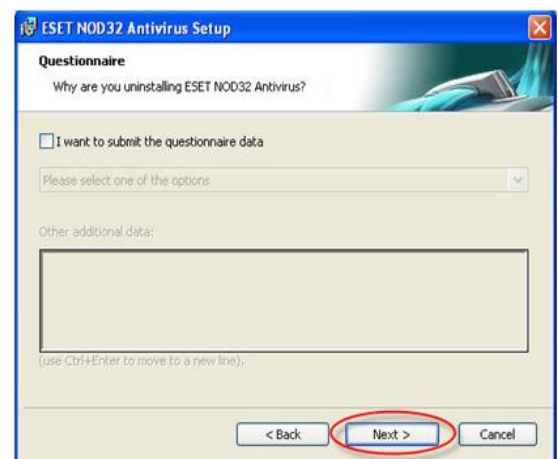 ESET NOD32 Antivirus Setup
Questionnaire
Why are you uninstalling ESET NOD32 Antivirus?
I want to submit the questionnaire data
Please select one of the options
Other additional data:
(use Ctrl+Enter to move to a new line).
< Back Next > Cancel